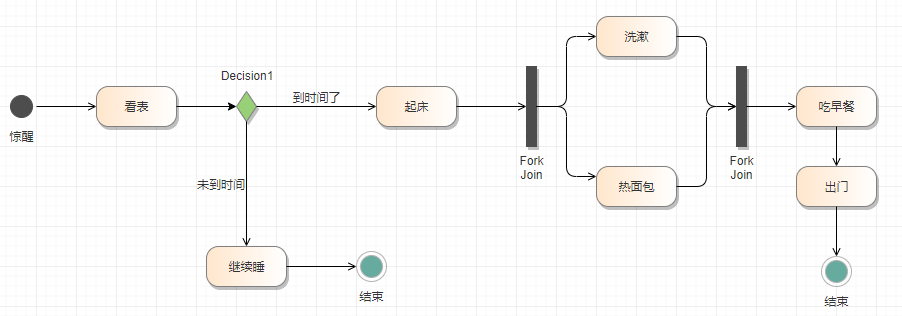 洗漱
Decision1
看表
到时间了
起床
吃早餐
惊醒
Fork
Join
Fork
Join
未到时间
热面包
出门
继续睡
结束
结束